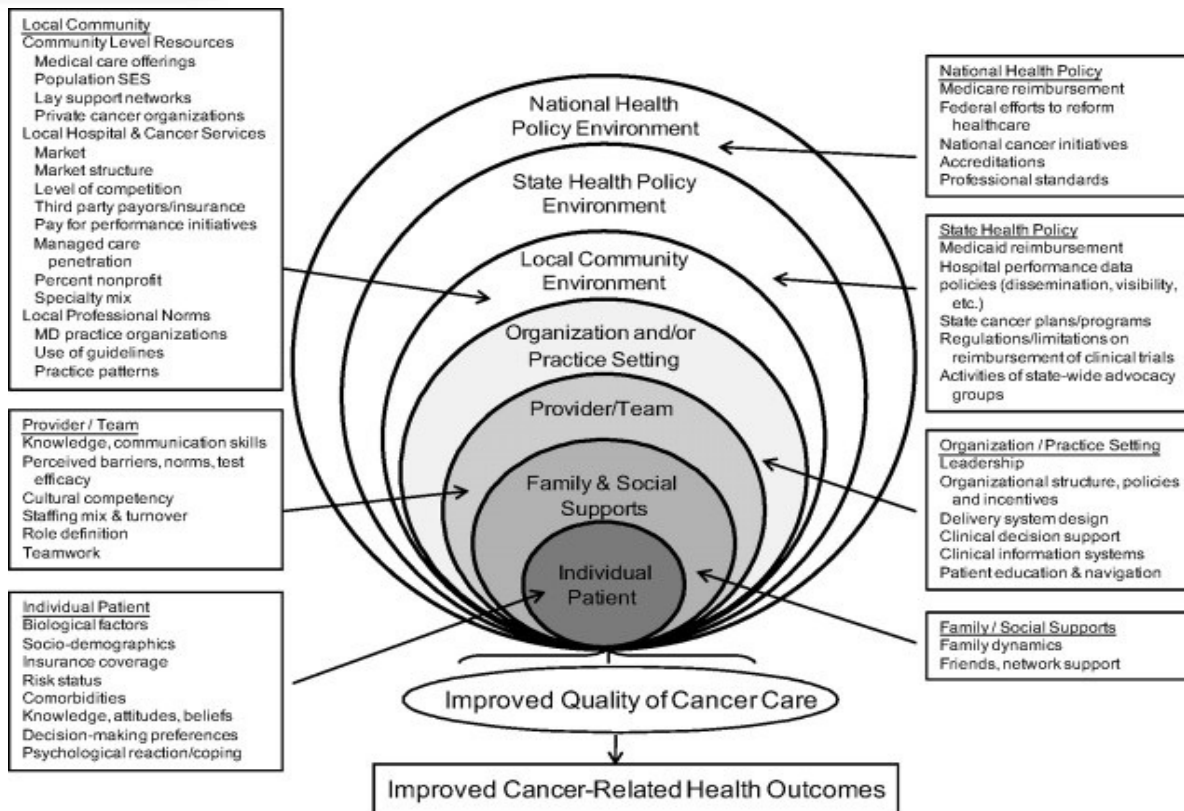 Local Community
Community Level Resources
Medical care offerings
Population SES
Lay support networks
Private cancer organizations
Local Hospital & Cancer Services
Market
Market structure
Level of competition
Third party payors/insurance
Pay for performance initiatives
Managed care
penetration
Percent nonprofit
Specialty mix
Local Professional Norms
MD practice organizations
Use of guidelines
Practice patterns
Provider / Team
Knowledge, communication skills
Perceived barriers, norms, test
efficacy
Cultural competency
Staffing mix & turnover
Role definition
Teamwork
Individual Patient
Biological factors
Socio-demographics
Insurance coverage
Risk status
Comorbidities
Knowledge, attitudes, beliefs
Decision-making preferences
Psychological reaction/coping
National Health
Policy Environment
State Health Policy
Environment
Local Community
Environment
Organization and/or
Practice Setting
Provider/Team
Family & Social
Supports
Individual
Patient
Improved Quality of Cancer Care
Improved Cancer-Related Health Outcomes
National Health Policy
Medicare reimbursement
Federal efforts to reform
healthcare
National cancer initiatives
Accreditations
Professional standards
State Health Policy
Medicaid reimbursement
Hospital performance data
policies (dissemination, visibility,
etc.)
State cancer plans/programs
Regulations/limitations on
reimbursement of clinical trials
Activities of state-wide advocacy
groups
Organization / Practice Setting
Leadership
Organizational structure, policies
and incentives
Delivery system design
Clinical decision support
Clinical information systems
Patient education & navigation
Family / Social Supports
Family dynamics
Friends, network support